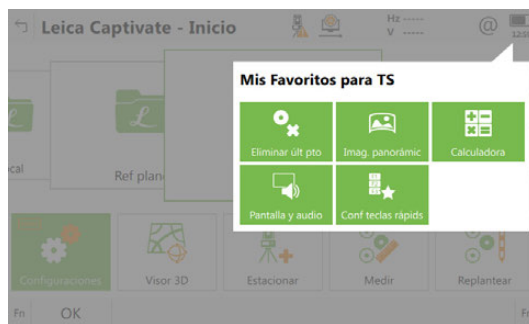 Leica Captivate - Inicio
Hz -----
V -----
@
Mis Favoritos para TS
Eliminar últ pto
Imag. panorámic
Calculadora
Pantalla y audio
Conf teclas rápids
cal
Ref plan
Configuraciones
Visor 3D
Estacionar
Medir
Replantear
Fn
OK